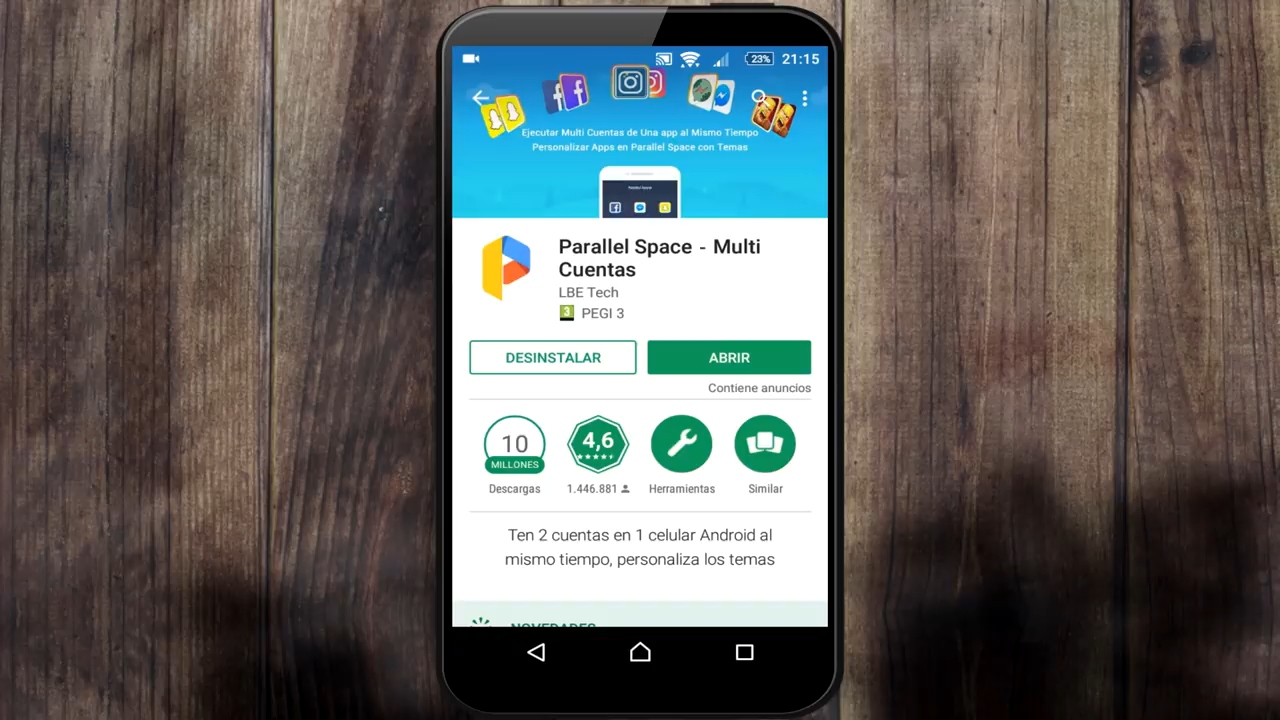 23% 21:15
Ejecutar Multi Cuentas de Una app al Mismo Tiempo
Personalizar Apps en Parallel Space con Temas
Parallel Space - Multi
Cuentas
LBE Tech
3 PEGI 3
DESINSTALAR ABRIR
Contiene anuncios
10 4,6
MILLONES
Descargas 1.446.881 Herramientas Similar
Ten 2 cuentas en 1 celular Android al
mismo tiempo, personaliza los temas
NOVEDADES